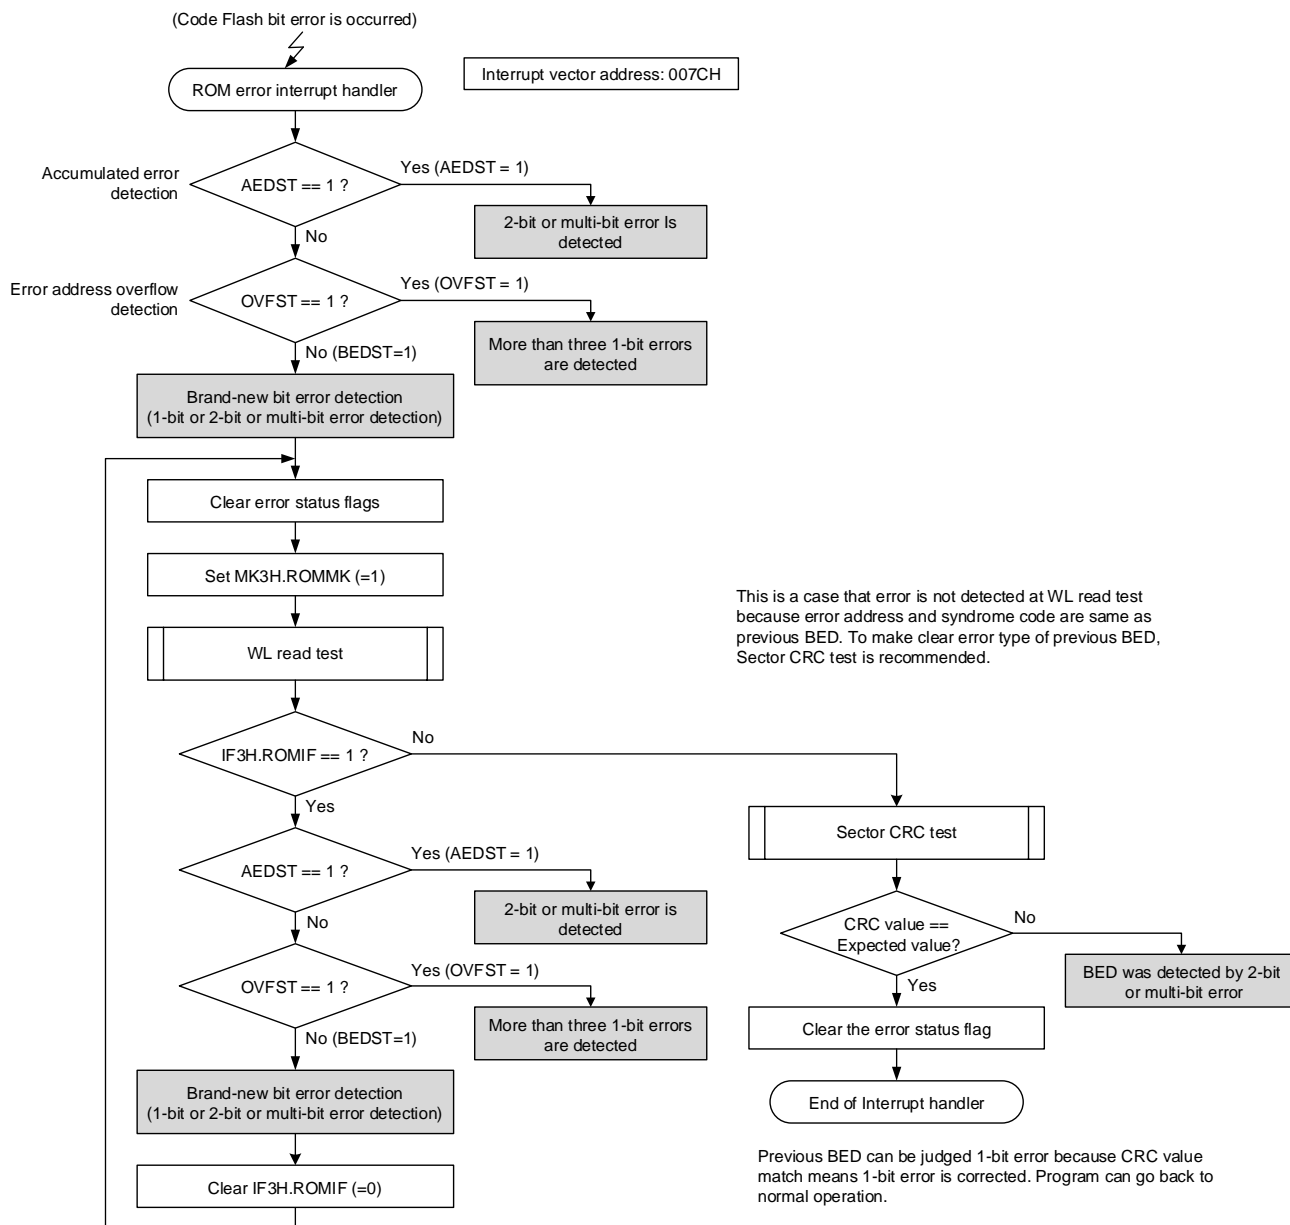 (Code Flash bit error is occurred)
ROM error interrupt handler
Interrupt vector address: 007CH
Accumulated error
detection
AEDST == 1 ?
Yes (AEDST = 1)
2-bit or multi-bit error Is
detected
No
Error address overflow
detection
OVFST == 1 ?
Yes (OVFST = 1)
More than three 1-bit errors
are detected
No (BEDST=1)
Brand-new bit error detection
(1-bit or 2-bit or multi-bit error detection)
Clear error status flags
Set MK3H.ROMMK (=1)
WL read test
This is a case that error is not detected at WL read test
because error address and syndrome code are same as
previous BED. To make clear error type of previous BED,
Sector CRC test is recommended.
IF3H.ROMIF == 1 ?
No
Yes
Sector CRC test
AEDST == 1 ?
Yes (AEDST = 1)
2-bit or multi-bit error is
detected
No
CRC value ==
Expected value?
No
BED was detected by 2-bit
or multi-bit error
Yes
OVFST == 1 ?
Yes (OVFST = 1)
More than three 1-bit errors
are detected
No (BEDST=1)
Clear the error status flag
Brand-new bit error detection
(1-bit or 2-bit or multi-bit error detection)
End of Interrupt handler
Clear IF3H.ROMIF (=0)
Previous BED can be judged 1-bit error because CRC value
match means 1-bit error is corrected. Program can go back to
normal operation.